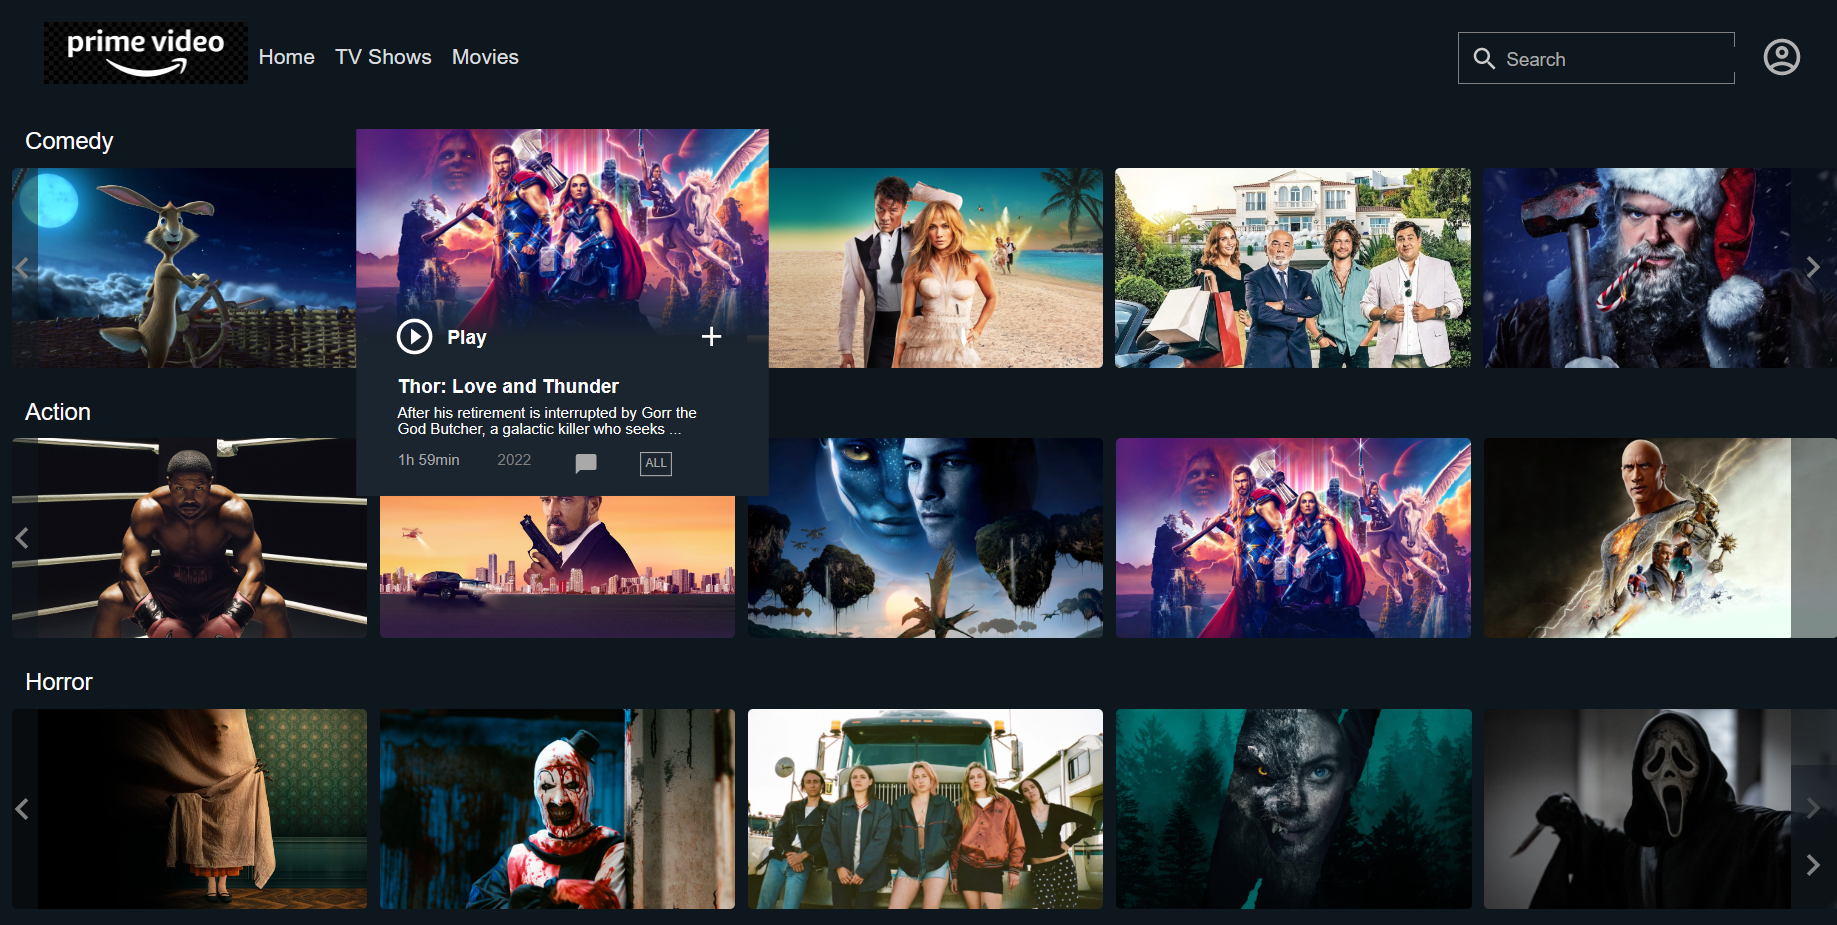 prime video
Home TV Shows Movies
Search
Comedy
Play
Thor: Love and Thunder
After his retirement is interrupted by Gorr the
God Butcher, a galactic killer who seeks ...
1h 59min 2022 ALL
Action
Horror